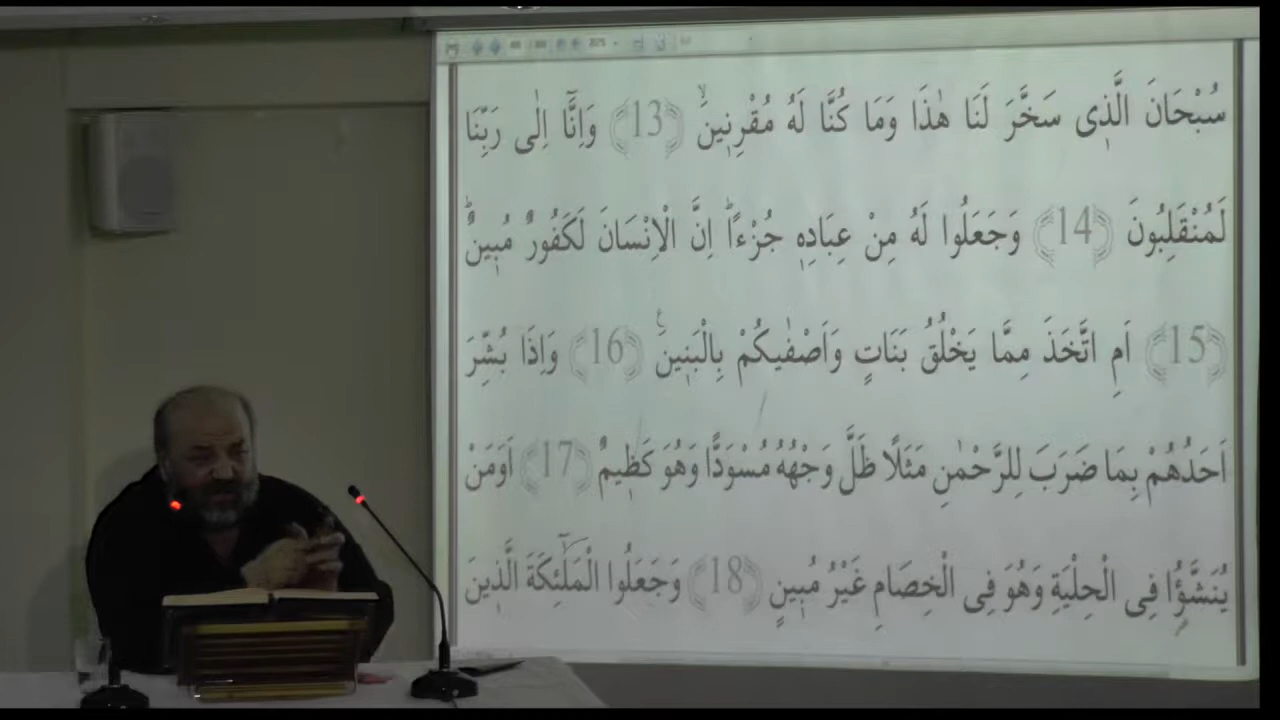 سُبْحَانَ الَّذ۪ى سَخَّرَ لَنَا هٰذَا وَمَا كُنَّا لَهُ مُقْرِن۪ينَۙ ﴿13﴾ وَاِنَّٓا اِلٰى رَبِّنَا
لَمُنْقَلِبُونَ ﴿14﴾ وَجَعَلُوا لَهُ مِنْ عِبَادِه۪ جُزْءًاۜ اِنَّ الْاِنْسَانَ لَكَفُورٌ مُب۪ينٌۜ
﴿15﴾ اَمِ اتَّخَذَ مِمَّا يَخْلُقُ بَنَاتٍ وَاَصْفٰيكُمْ بِالْبَن۪ينَ ﴿16﴾ وَاِذَا بُشِّرَ
اَحَدُهُمْ بِمَا ضَرَبَ لِلرَّحْمٰنِ مَثَلًا ظَلَّ وَجْهُهُ مُسْوَدًّا وَهُوَ كَظ۪يمٌ ﴿17﴾ اَوَمَنْ
يُنَشَّؤُ۬ا فِى الْحِلْيَةِ وَهُوَ فِى الْخِصَامِ غَيْرُ مُب۪ينٍ ﴿18﴾ وَجَعَلُوا الْمَلٰٓئِكَةَ الَّذ۪ينَ